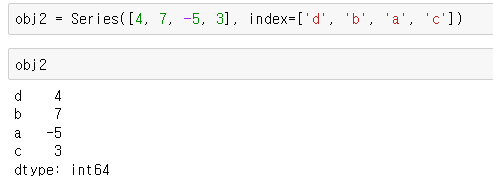 obj2 = Series([4, 7, -5, 3], index=['d', 'b', 'a', 'c'])
obj2
d    4
b    7
a   -5
c    3
dtype: int64